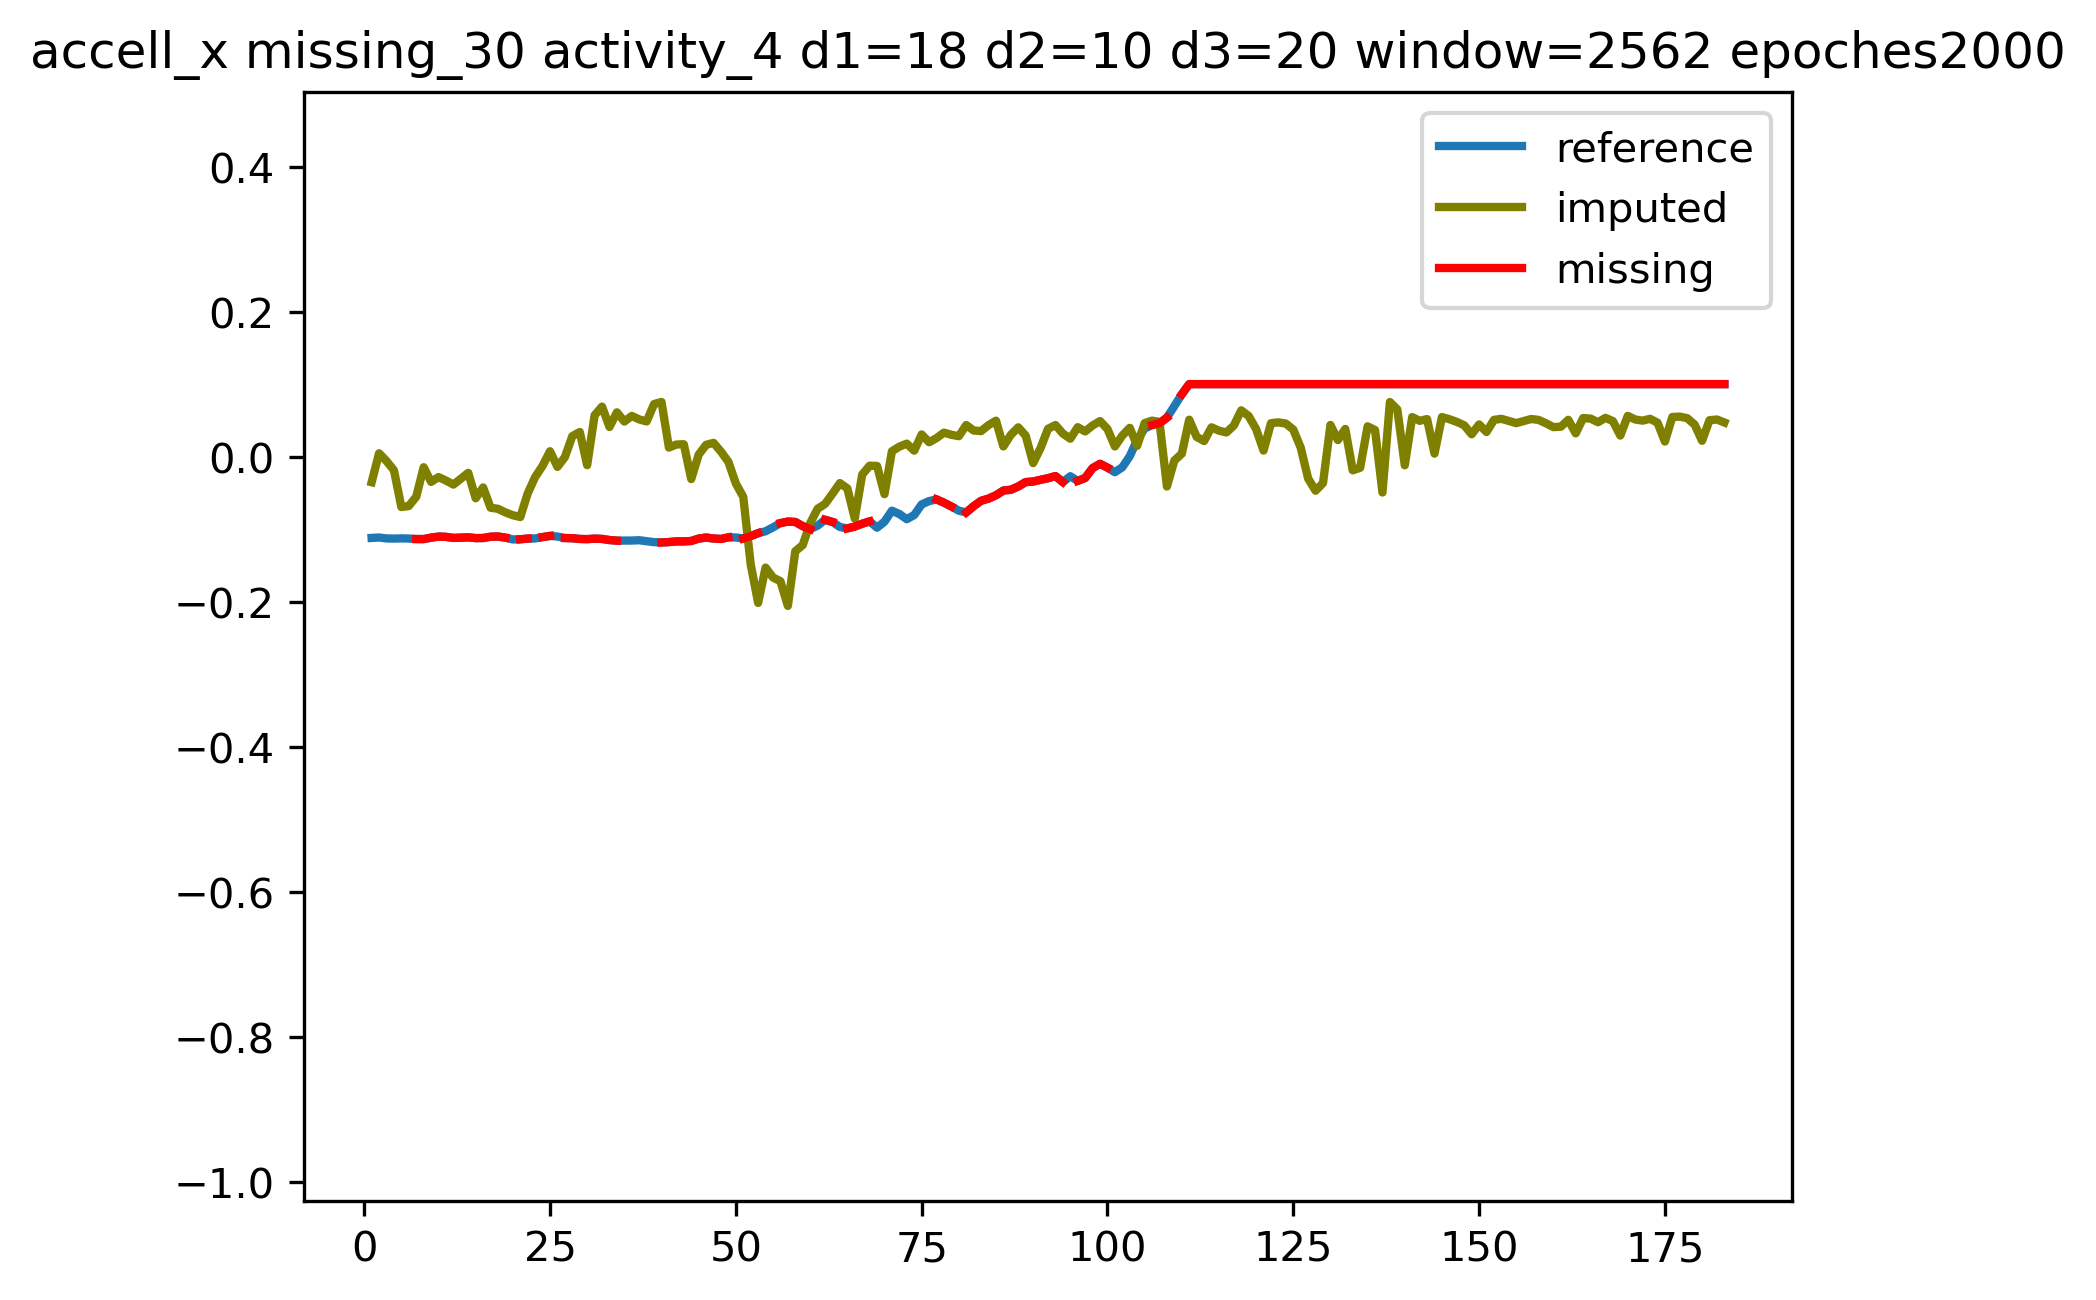 accell_x missing_30 activity_4 d1=18 d2=10 d3=20 window=2562 epoches2000
reference
imputed
missing
0.4
0.2
0.0
−0.2
−0.4
−0.6
−0.8
−1.0
0 25 50 75 100 125 150 175